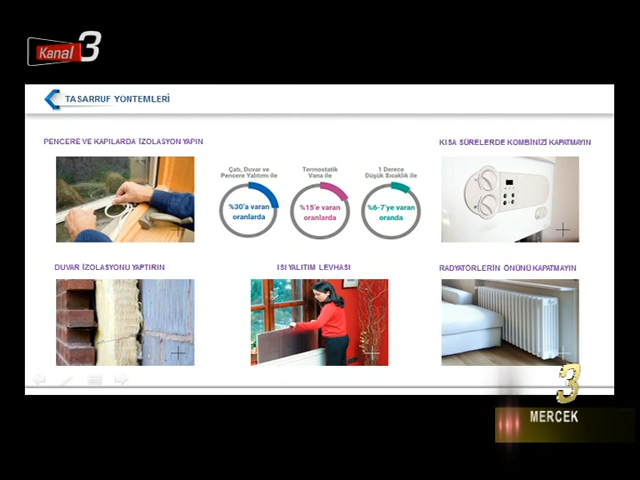 Kanal 3
TASARRUF YÖNTEMLERİ
PENCERE VE KAPILARDA İZOLASYON YAPIN
KISA SÜRELERDE KOMBİNİZİ KAPATMAYIN
Çatı, Duvar ve
Pencere Yalıtımı ile
%30'a varan
oranlarda
Termostatik
Vana ile
%15'e varan
oranlarda
1 Derece
Düşük Sıcaklık ile
%6-7'ye varan
oranda
DUVAR İZOLASYONU YAPTIRIN
ISI YALITIM LEVHASI
RADYATÖRLERİN ÖNÜNÜ KAPATMAYIN
3
MERCEK